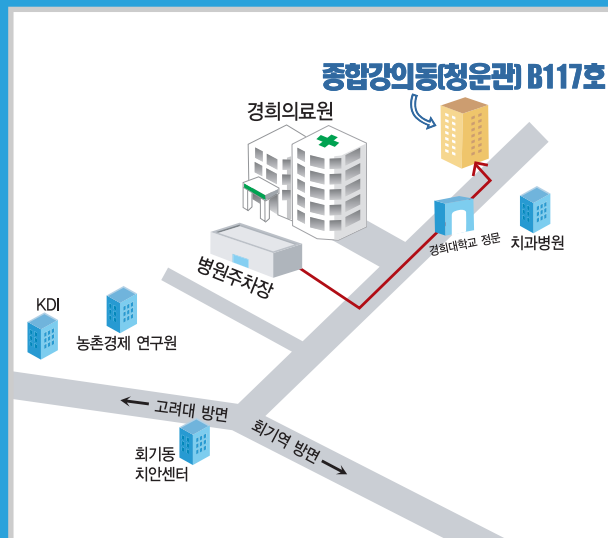 종합강의동(청운관) B117호
경희의료원
경희대학교 정문
치과병원
병원주차장
KDI
농촌경제 연구원
← 고려대 방면
회기역 방면 →
회기동
치안센터